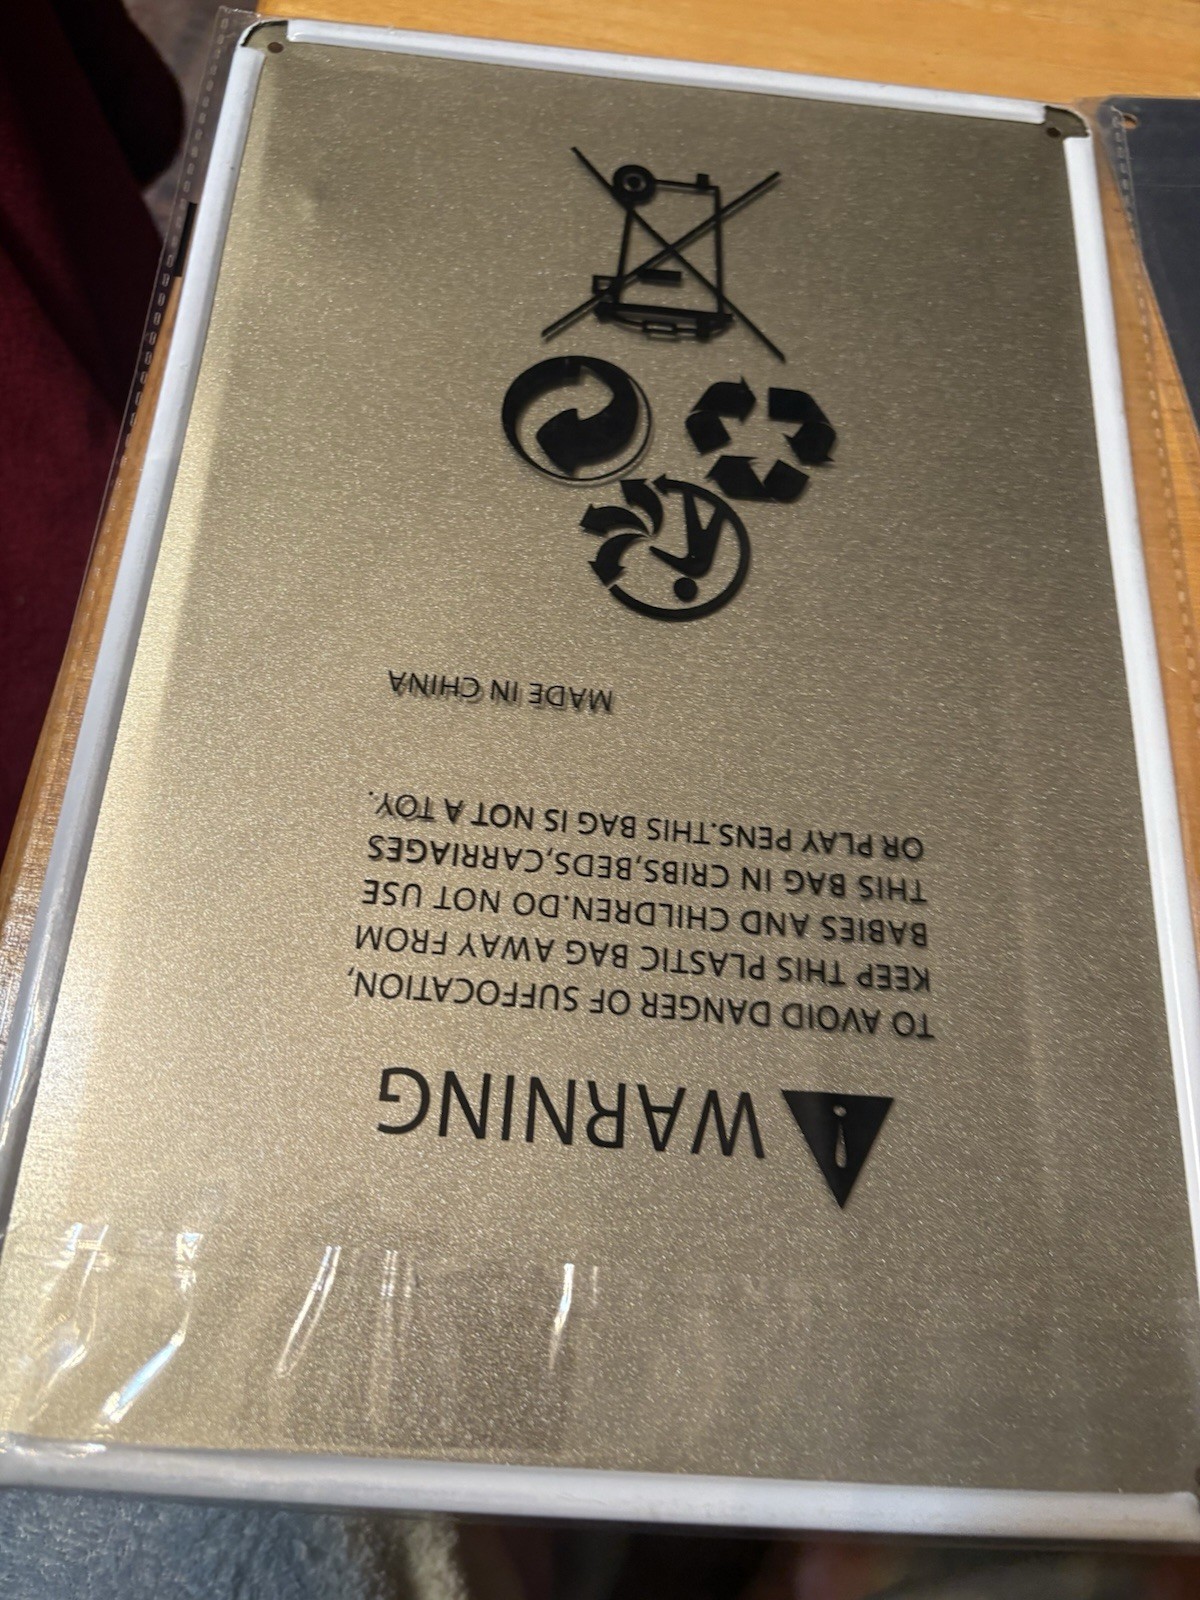 WARNING
TO AVOID DANGER OF SUFFOCATION,
KEEP THIS PLASTIC BAG AWAY FROM
BABIES AND CHILDREN.DO NOT USE
THIS BAG IN CRIBS,BEDS,CARRIAGES
OR PLAY PENS.THIS BAG IS NOT A TOY.
MADE IN CHINA